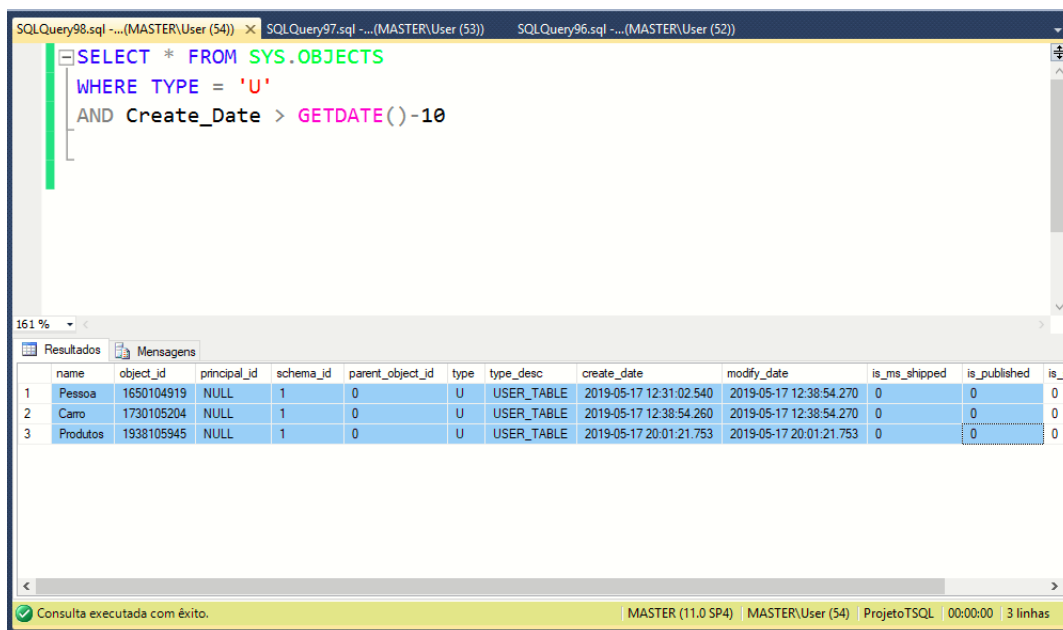 SQLQuery98.sql -...(MASTER\User (54)) × SQLQuery97.sql -...(MASTER\User (53)) SQLQuery96.sql -...(MASTER\User (52))
SELECT * FROM SYS.OBJECTS
WHERE TYPE = 'U'
AND Create_Date > GETDATE()-10
161 %
Resultados Mensagens
name object_id principal_id schema_id parent_object_id type type_desc create_date modify_date is_ms_shipped is_published is_
1 Pessoa 1650104919 NULL 1 0 U USER_TABLE 2019-05-17 12:31:02.540 2019-05-17 12:38:54.270 0 0 0
2 Carro 1730105204 NULL 1 0 U USER_TABLE 2019-05-17 12:38:54.260 2019-05-17 12:38:54.270 0 0 0
3 Produtos 1938105945 NULL 1 0 U USER_TABLE 2019-05-17 20:01:21.753 2019-05-17 20:01:21.753 0 0 0
Consulta executada com êxito. MASTER (11.0 SP4) MASTER\User (54) ProjetoTSQL 00:00:00 3 linhas